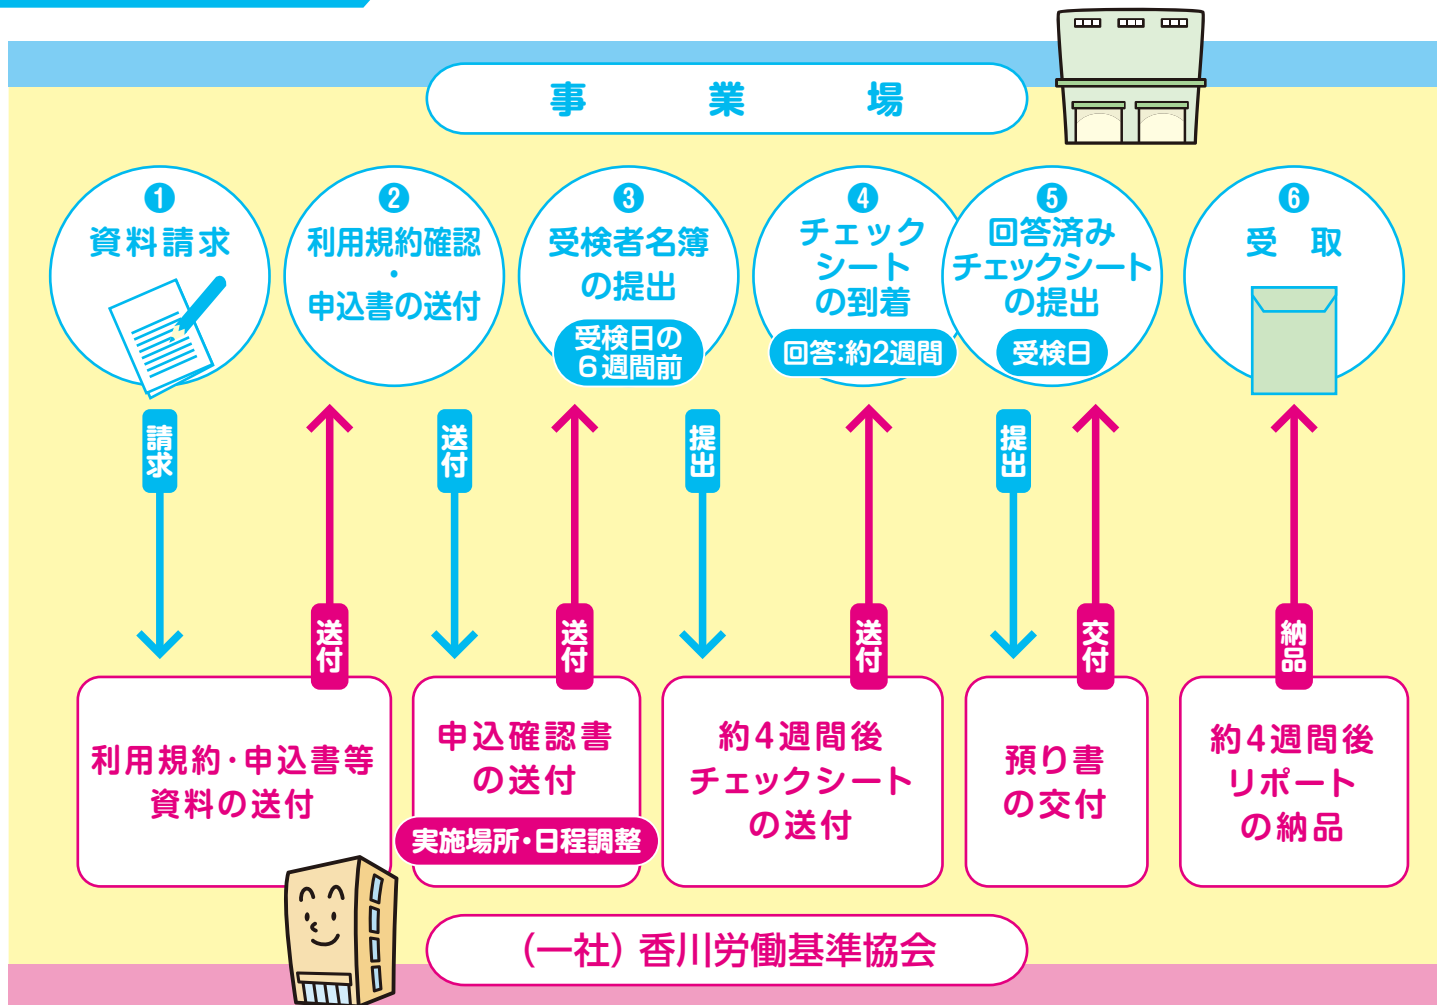 事業場
❶
資料請求
❷
利用規約確認
・
申込書の送付
❸
受検者名簿
の提出
受検日の
６週間前
❹
チェック
シート
の到着
回答:約2週間
❺
回答済み
チェックシート
の提出
受検日
❻
受取
請求
送付
送付
送付
提出
送付
提出
交付
納品
利用規約・申込書等
資料の送付
申込確認書
の送付
実施場所・日程調整
約4週間後
チェックシート
の送付
預り書
の交付
約4週間後
リポート
の納品
(一社) 香川労働基準協会